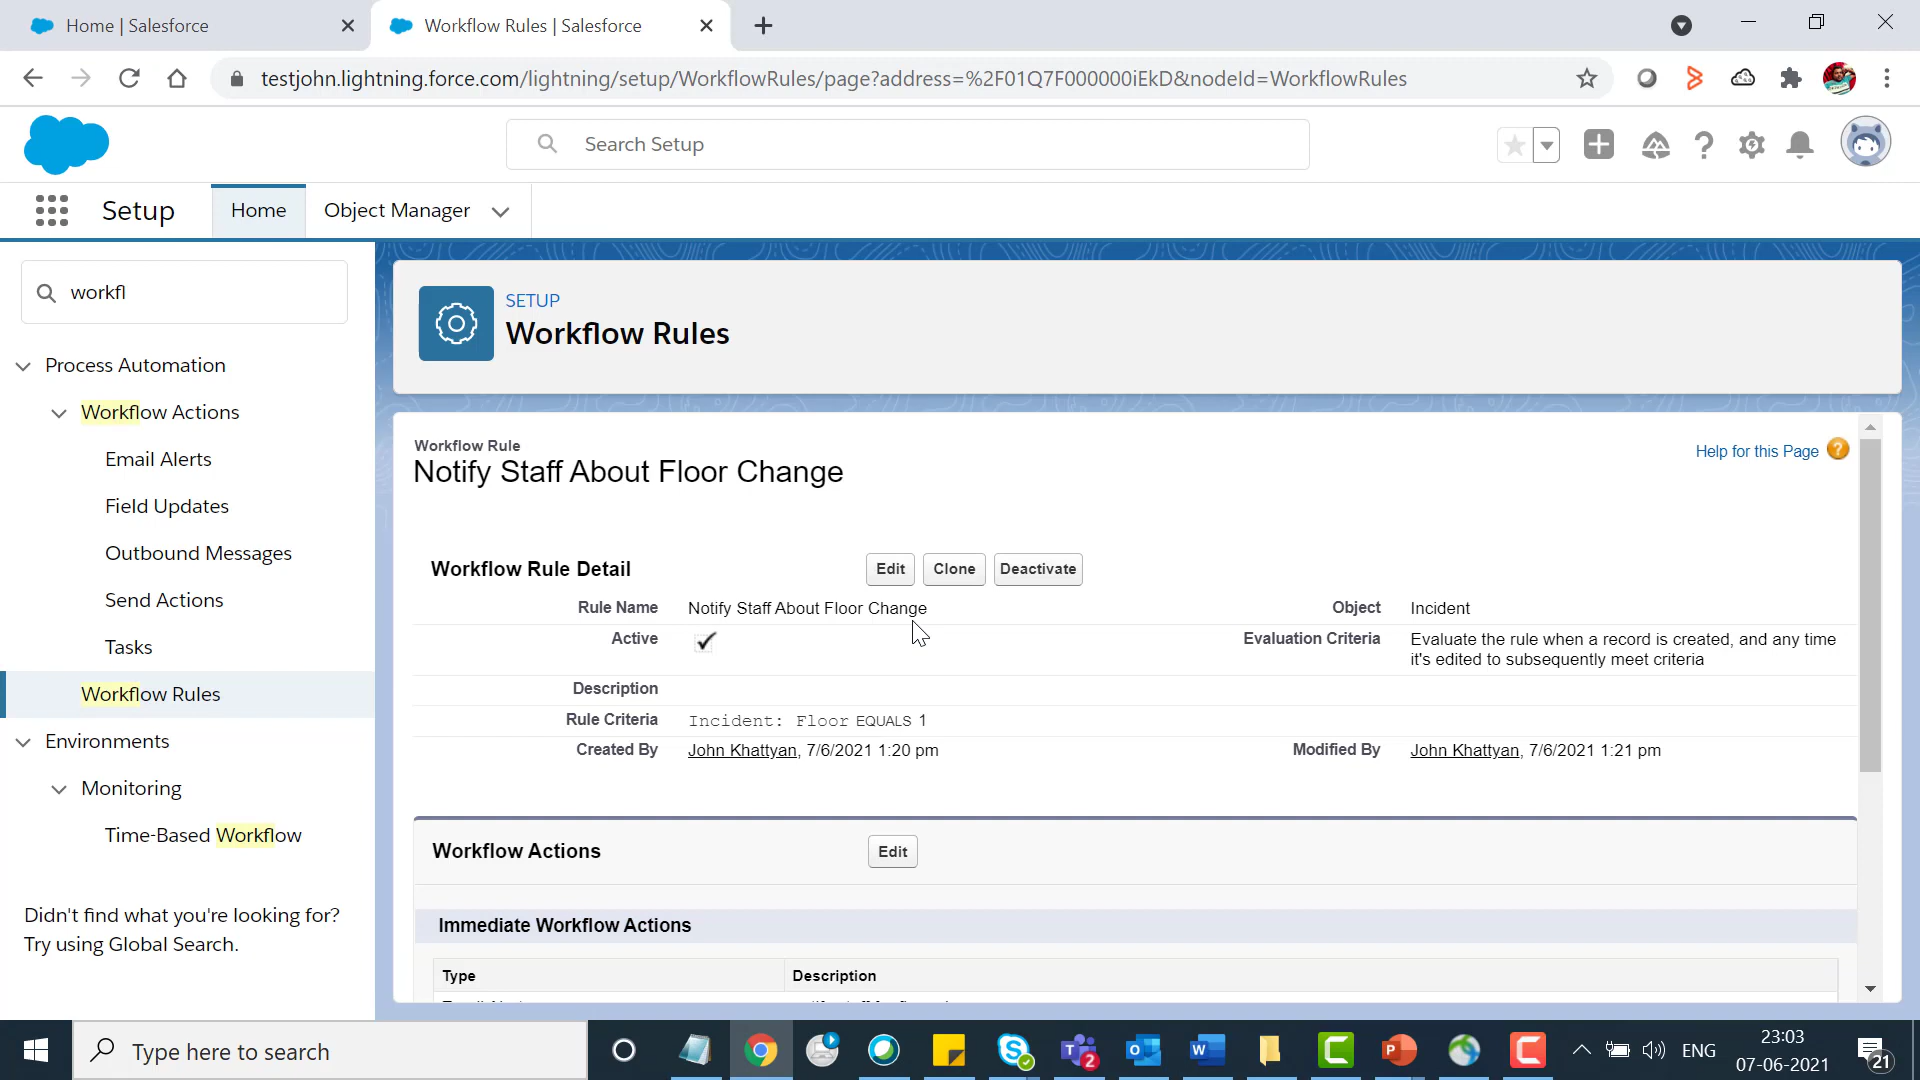 Home | Salesforce
Workflow Rules | Salesforce
testjohn.lightning.force.com/lightning/setup/WorkflowRules/page?address=%2F01Q7F000000iEkD&nodeId=WorkflowRules
Search Setup
Setup
Home
Object Manager
workfl
Process Automation
Workflow Actions
Email Alerts
Field Updates
Outbound Messages
Send Actions
Tasks
Workflow Rules
Environments
Monitoring
Time-Based Workflow
Didn't find what you're looking for?
Try using Global Search.
SETUP
Workflow Rules
Workflow Rule
Notify Staff About Floor Change
Help for this Page
Workflow Rule Detail
Edit
Clone
Deactivate
Rule Name Notify Staff About Floor Change
Object Incident
Active
Evaluation Criteria Evaluate the rule when a record is created, and any time
it's edited to subsequently meet criteria
Description
Rule Criteria Incident: Floor EQUALS 1
Created By John Khattyan, 7/6/2021 1:20 pm
Modified By John Khattyan, 7/6/2021 1:21 pm
Workflow Actions
Edit
Immediate Workflow Actions
Type Description
Type here to search
2
ENG
23:03
07-06-2021
21